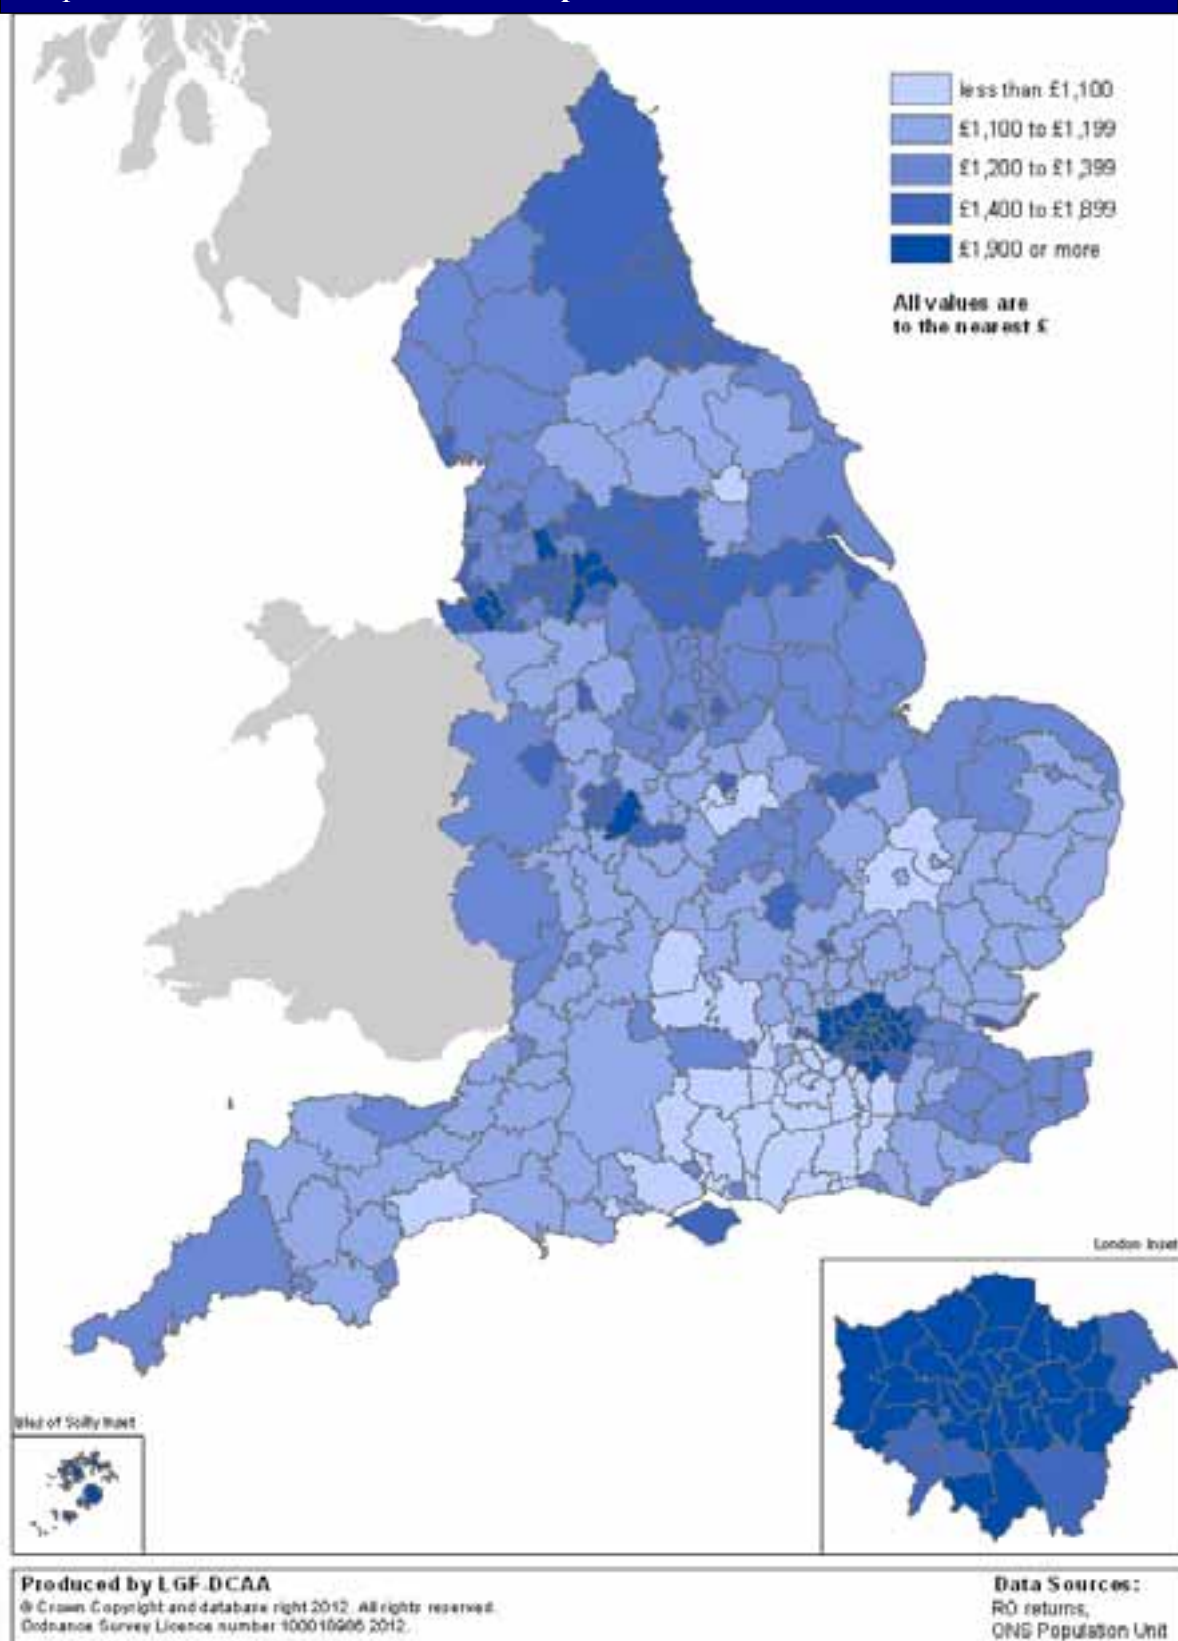 less than £1,100
£1,100 to £1,199
£1,200 to £1,399
£1,400 to £1,899
£1,900 or more
All values are
to the nearest £
London Inset
Isles of Scilly Inset
Produced by LGF-DCAA
© Crown Copyright and database right 2012. All rights reserved.
Ordnance Survey Licence number 100018986 2012.
Data Sources:
RO returns,
ONS Population Unit